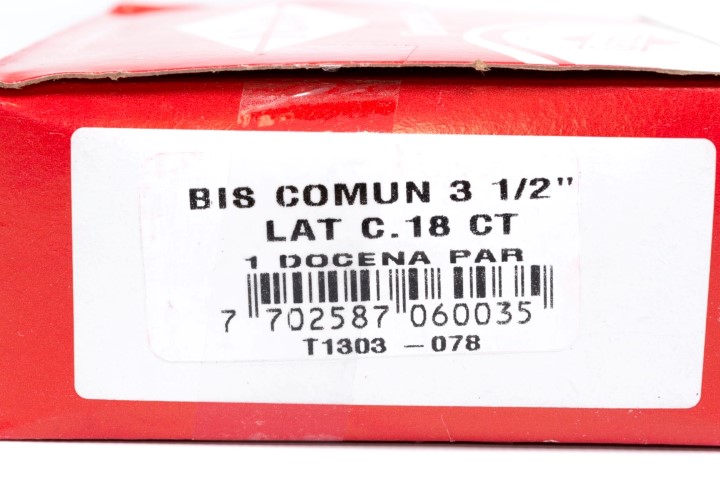 BIS COMUN 3 1/2"
LAT C.18 CT
1 DOCENA PAR
7 702587 060035
T1303 -078